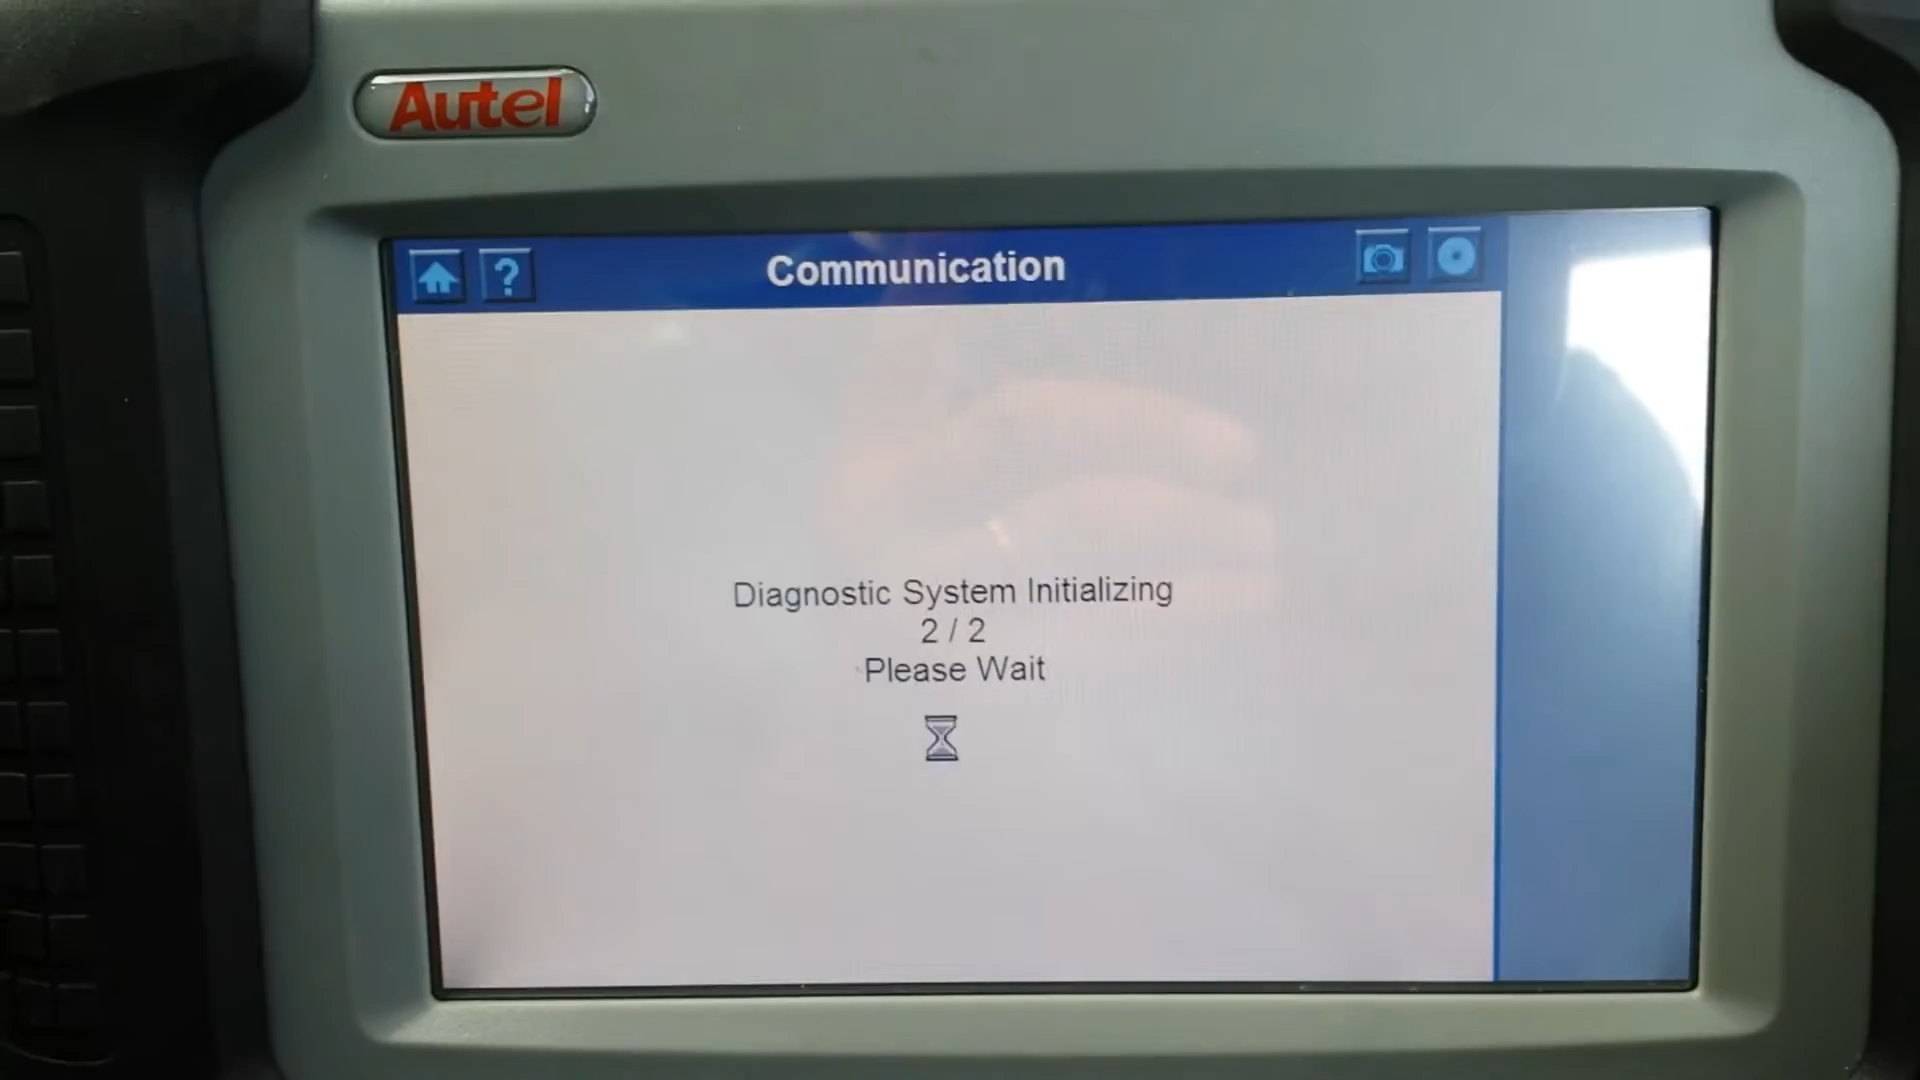 Autel
?
Communication
Diagnostic System Initializing
2 / 2
Please Wait